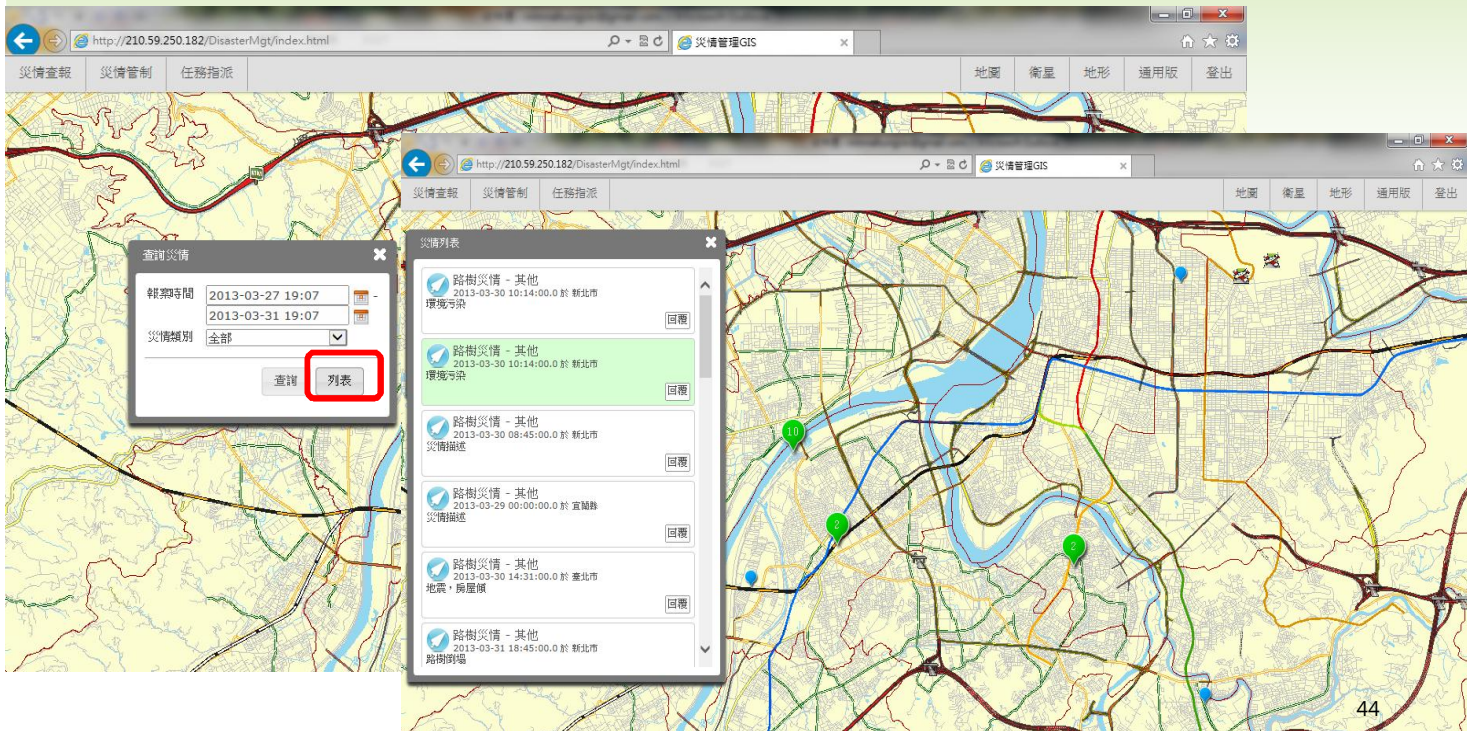 http://210.59.250.182/DisasterMgt/index.html
災情管理GIS
災情查報 災情管制 任務指派 地圖 衛星 地形 通用版 登出
查詢災情
報案時間 2013-03-27 19:07 -
2013-03-31 19:07
災情類別 全部
查詢 列表
http://210.59.250.182/DisasterMgt/index.html
災情管理GIS
災情查報 災情管制 任務指派 地圖 衛星 地形 通用版 登出
災情列表
路樹災情 - 其他
2013-03-30 10:14:00.0 於 新北市
環境污染
回覆
路樹災情 - 其他
2013-03-30 10:14:00.0 於 新北市
環境污染
回覆
路樹災情 - 其他
2013-03-30 08:45:00.0 於 新北市
災情描述
回覆
路樹災情 - 其他
2013-03-29 00:00:00.0 於 宜蘭縣
災情描述
回覆
路樹災情 - 其他
2013-03-30 14:31:00.0 於 臺北市
地震，房屋傾
回覆
路樹災情 - 其他
2013-03-31 18:45:00.0 於 新北市
路樹倒塌
10
2
2
44